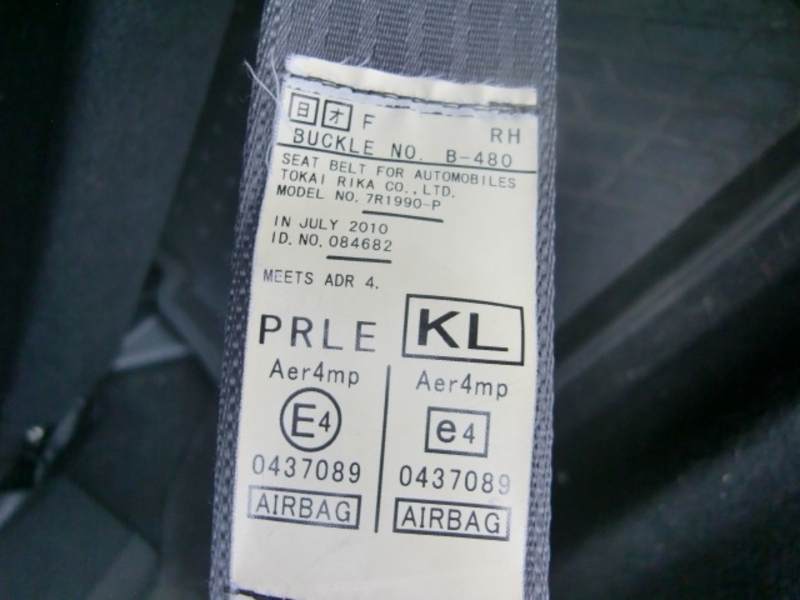 日 オ F RH
BUCKLE NO. B-480
SEAT BELT FOR AUTOMOBILES
TOKAI RIKA CO., LTD.
MODEL NO. 7R1990-P
IN JULY 2010
ID. NO. 084682
MEETS ADR 4.
PRLE KL
Aer4mp Aer4mp
E4 e4
0437089 0437089
AIRBAG AIRBAG